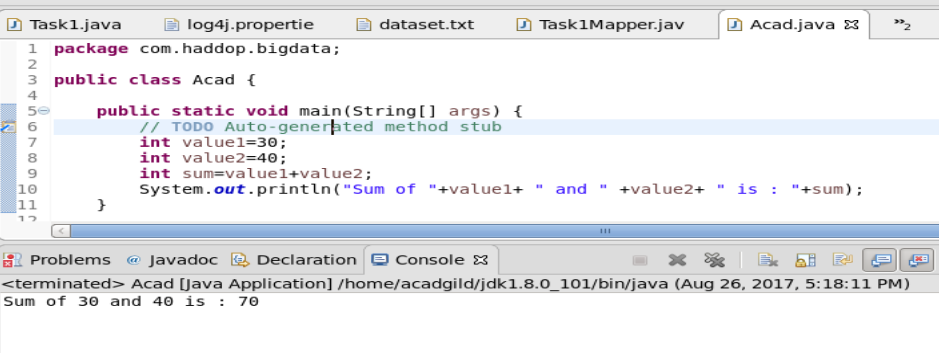 Task1.java log4j.propertie dataset.txt Task1Mapper.jav Acad.java »2
1 package com.haddop.bigdata;
2
3 public class Acad {
4
5 public static void main(String[] args) {
6 // TODO Auto-generated method stub
7 int value1=30;
8 int value2=40;
9 int sum=value1+value2;
10 System.out.println("Sum of "+value1+ " and " +value2+ " is : "+sum);
11 }
12
Problems @ Javadoc Declaration Console
<terminated> Acad [Java Application] /home/acadgild/jdk1.8.0_101/bin/java (Aug 26, 2017, 5:18:11 PM)
Sum of 30 and 40 is : 70